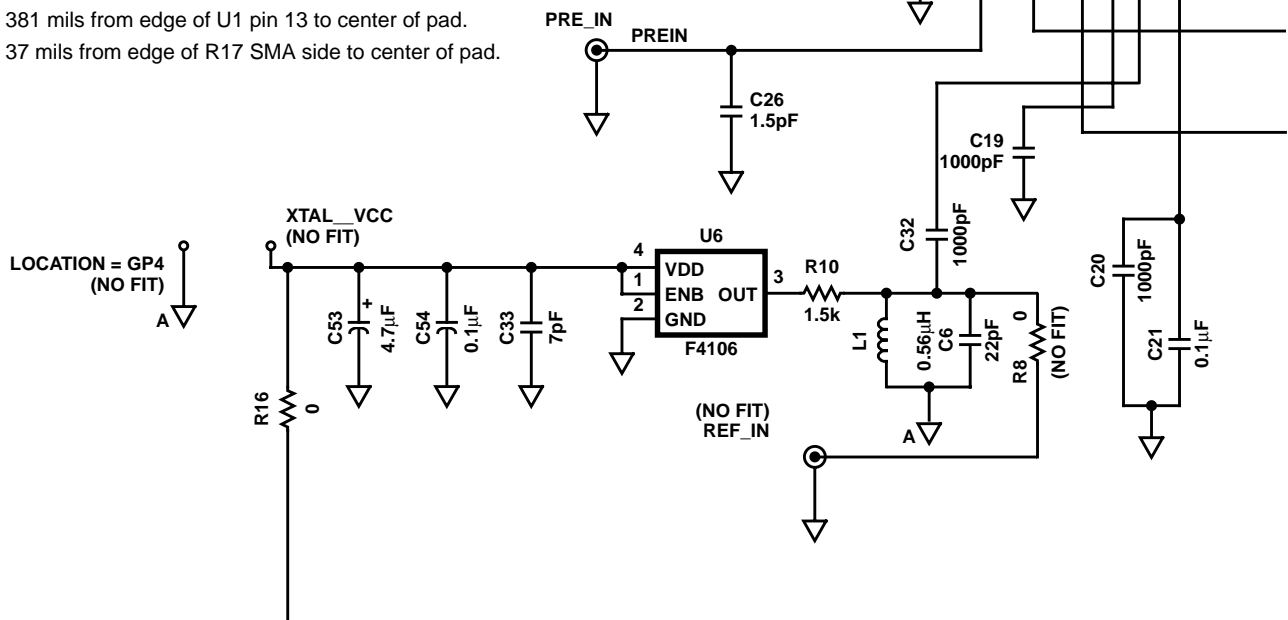 381 mils from edge of U1 pin 13 to center of pad.
37 mils from edge of R17 SMA side to center of pad.
PRE_IN
PREIN
C26
1.5pF
C19
1000pF
XTAL__VCC
(NO FIT)
LOCATION = GP4
(NO FIT)
A
C53
+
4.7µF
C54
0.1µF
C33
7pF
R16
0
U6
4
VDD
1
ENB
OUT
3
2
GND
F4106
R10
1.5k
C32
1000pF
L1
0.56µH
C6
22pF
R8
0
(NO FIT)
A
(NO FIT)
REF_IN
C20
1000pF
C21
0.1µF